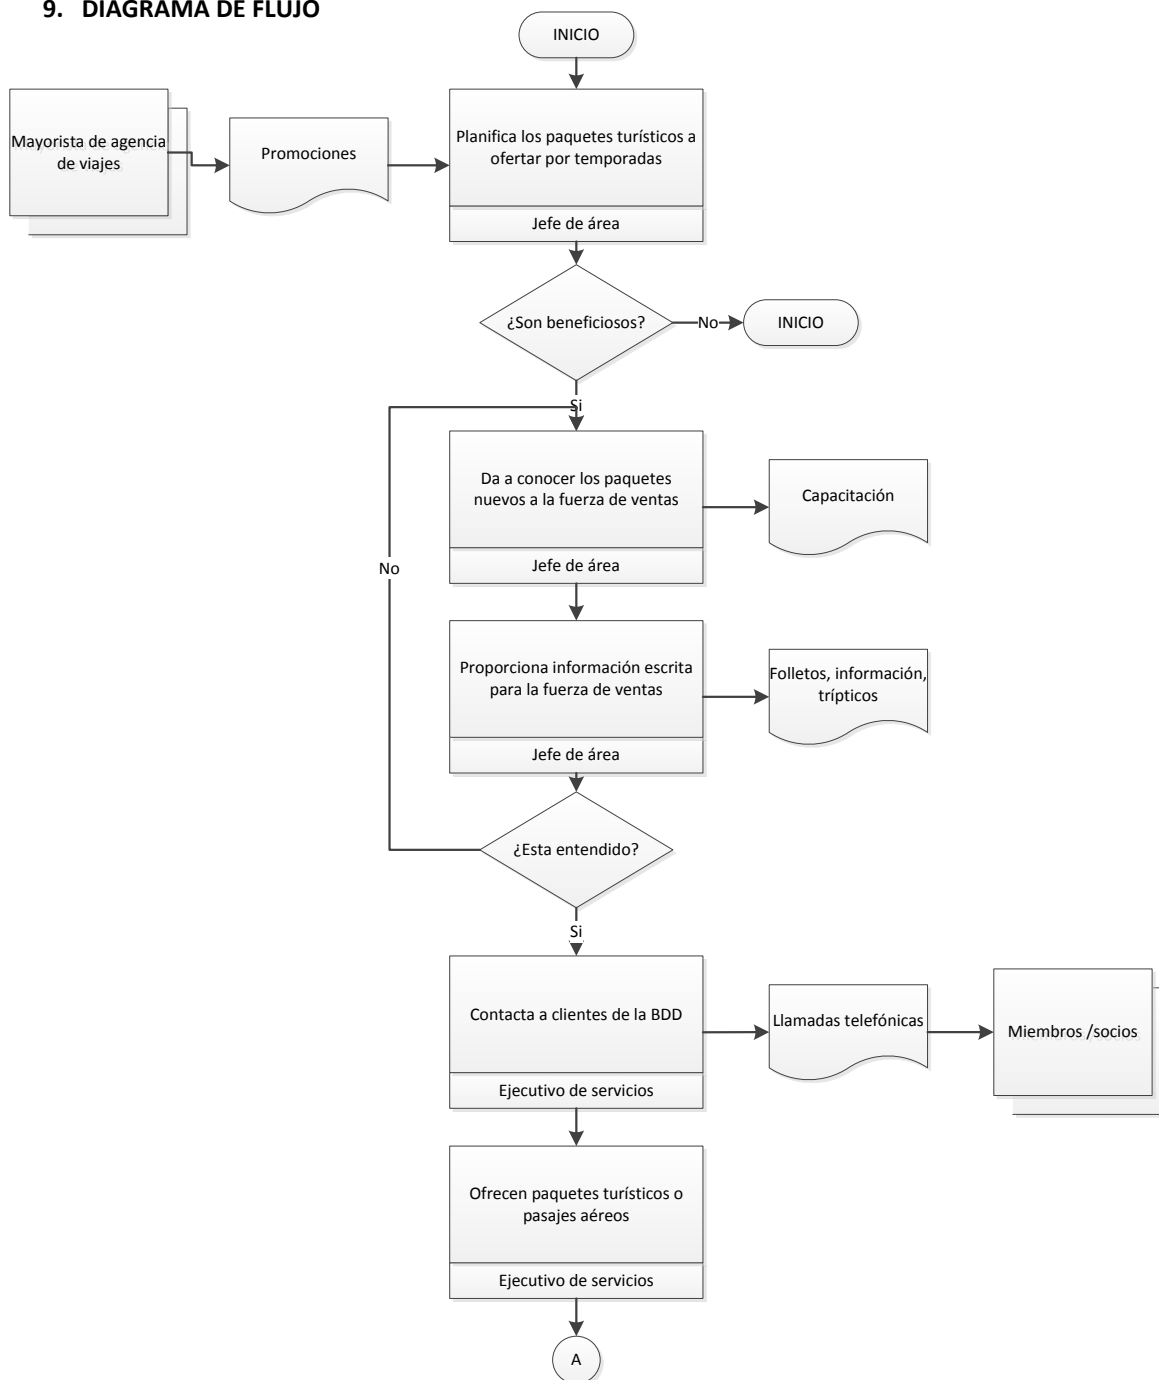 9. DIAGRAMA DE FLUJO
INICIO
Mayorista de agencia
de viajes
Promociones
Planifica los paquetes turísticos a
ofertar por temporadas
Jefe de área
¿Son beneficiosos?
No
INICIO
Si
Da a conocer los paquetes
nuevos a la fuerza de ventas
Jefe de área
Capacitación
No
Proporciona información escrita
para la fuerza de ventas
Jefe de área
Folletos, información,
trípticos
¿Esta entendido?
Si
Contacta a clientes de la BDD
Ejecutivo de servicios
Llamadas telefónicas
Miembros /socios
Ofrecen paquetes turísticos o
pasajes aéreos
Ejecutivo de servicios
A